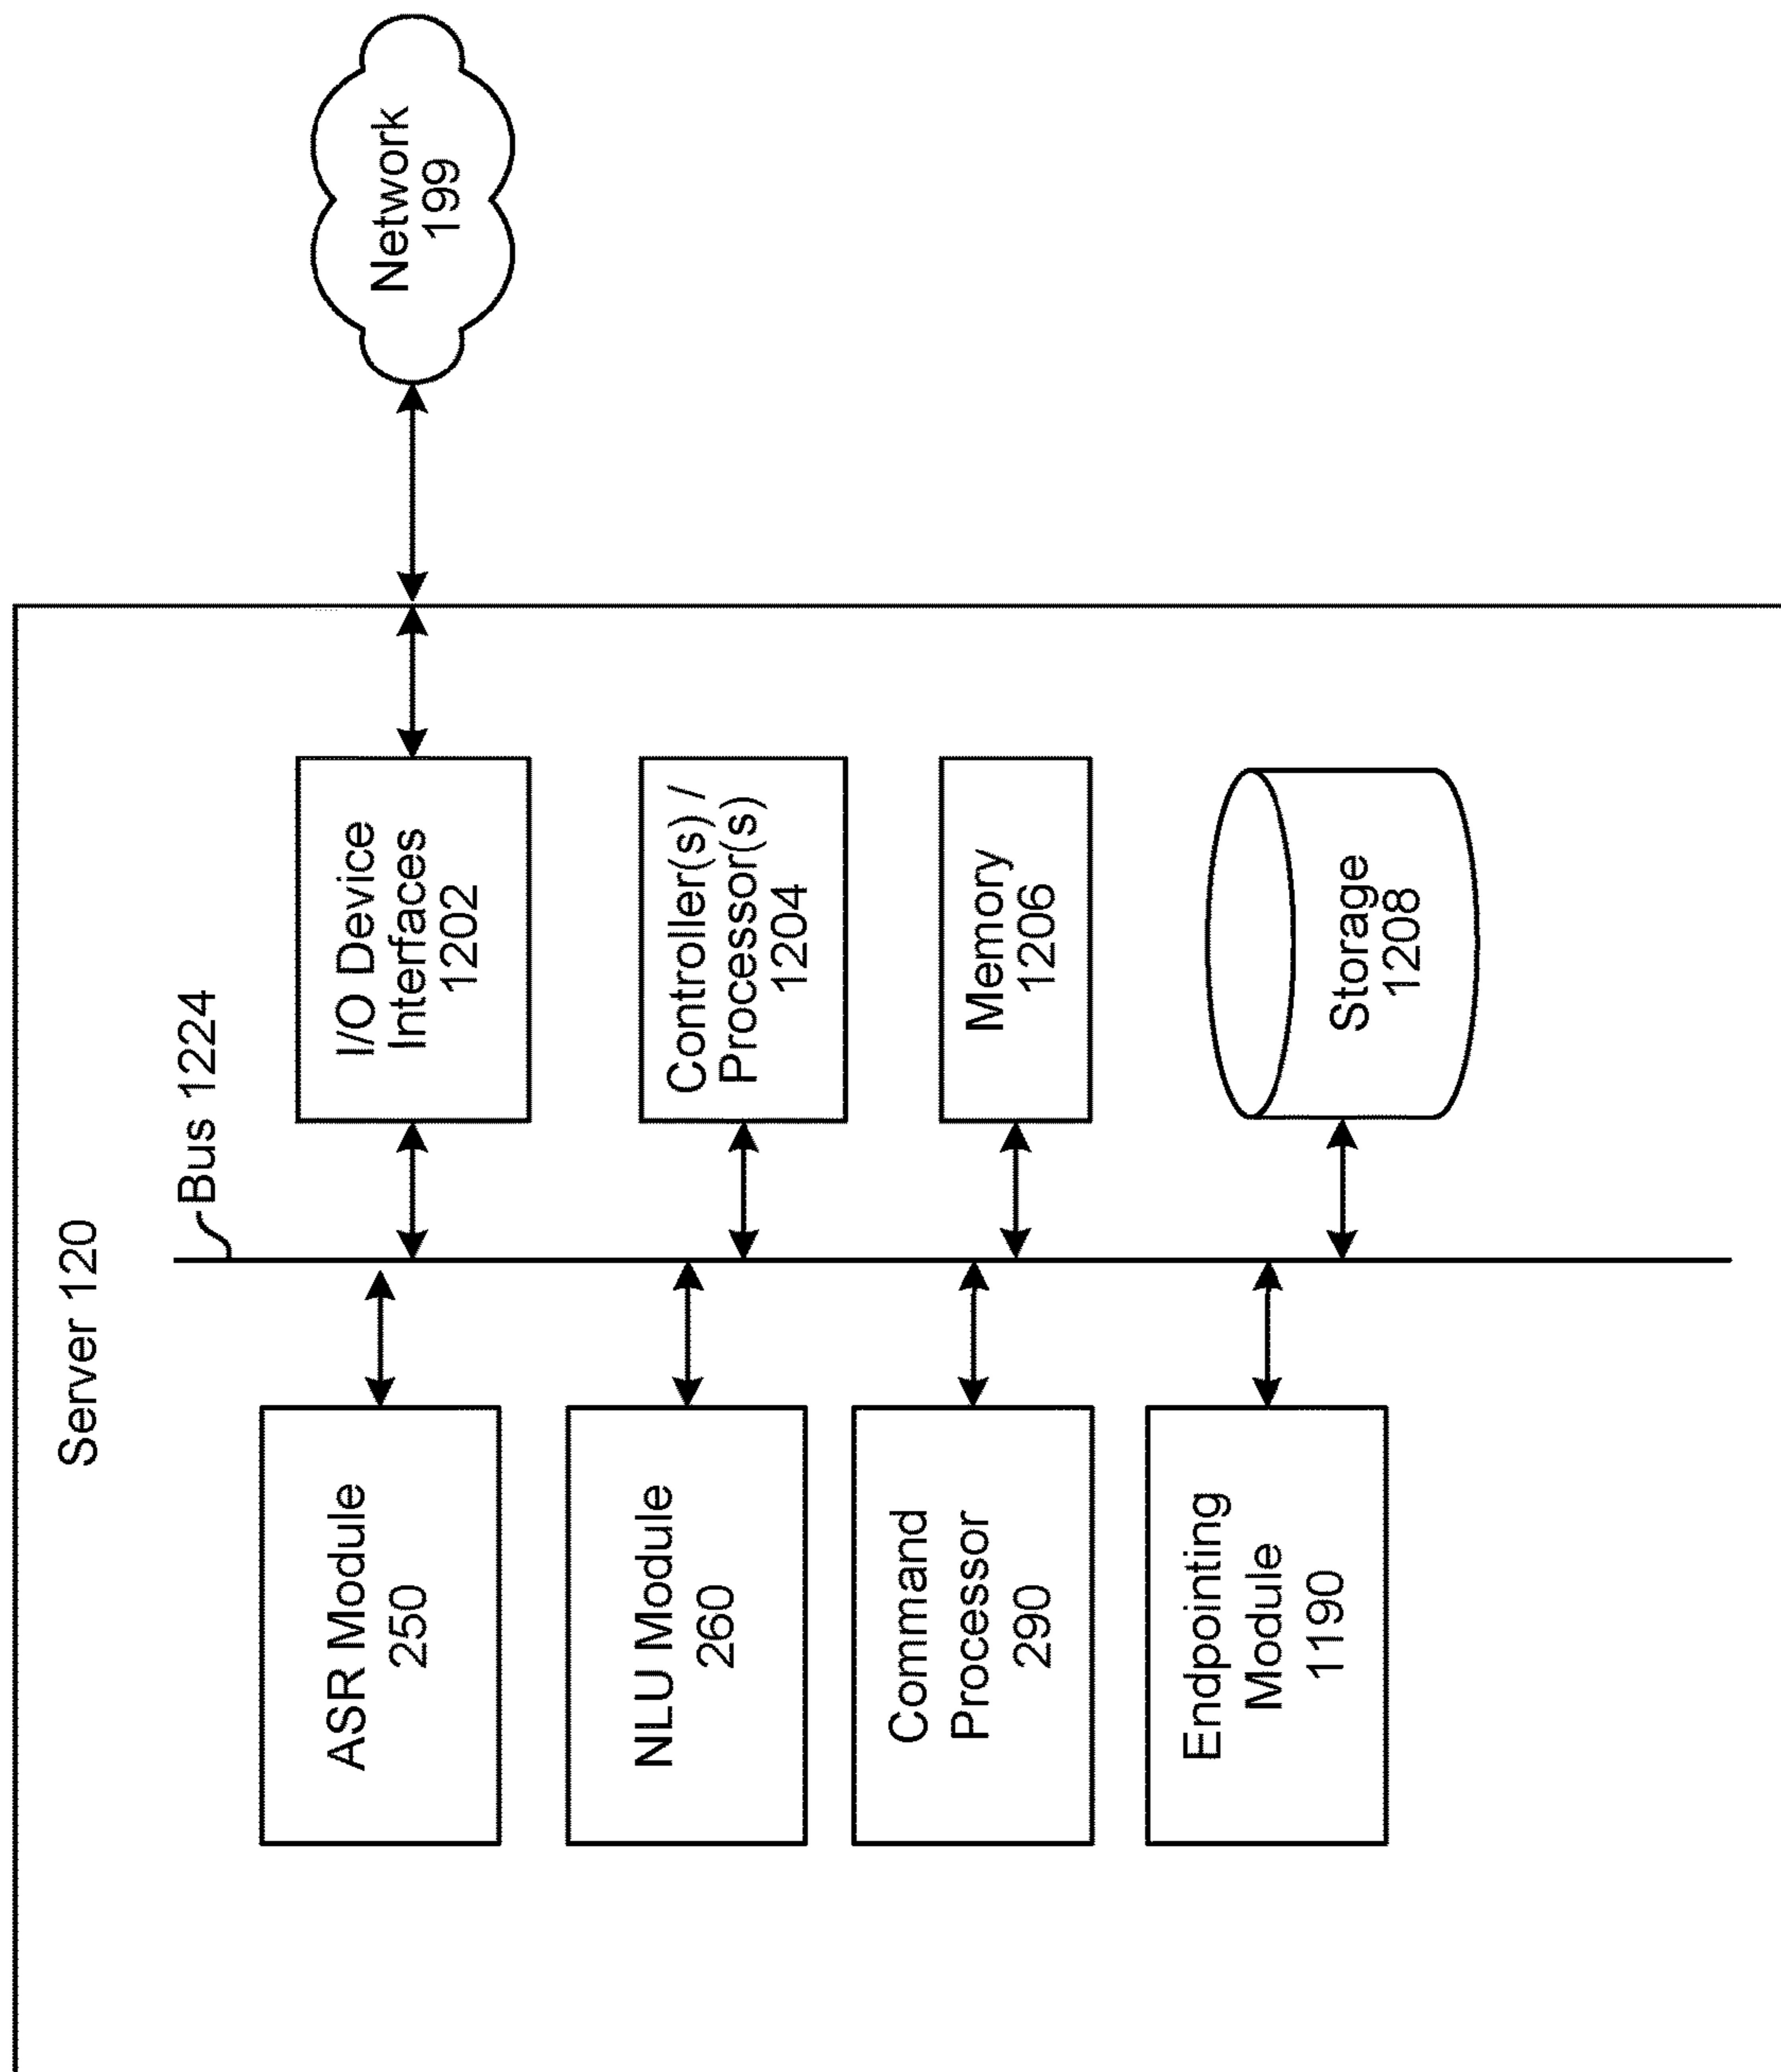 Server 120
Bus 1224
ASR Module
250
NLU Module
260
Command
Processor
290
Endpointing
Module
1190
I/O Device
Interfaces
1202
Controller(s) /
Processor(s)
1204
Memory
1206
Storage
1208
Network
199